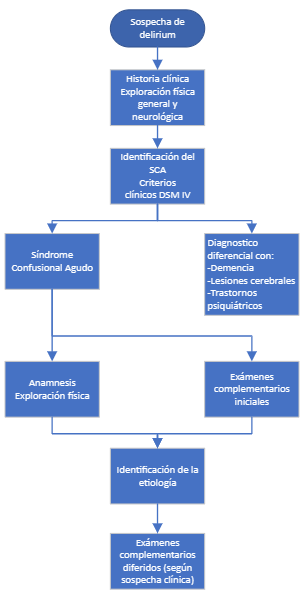 Sospecha de
delirium
Historia clínica
Exploración física
general y
neurológica
Identificación del
SCA
Criterios
clínicos DSM IV
Síndrome
Confusional Agudo
Diagnostico
diferencial con:
-Demencia
-Lesiones cerebrales
-Trastornos
psiquiátricos
Anamnesis
Exploración física
Exámenes
complementarios
iniciales
Identificación de la
etiología
Exámenes
complementarios
diferidos (según
sospecha clínica)